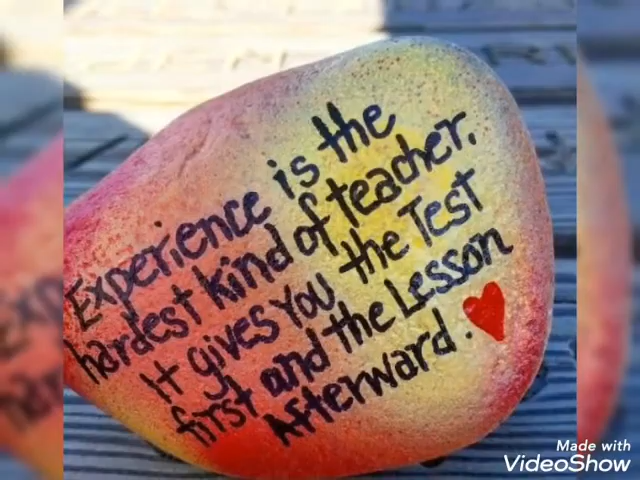 Experience is the
hardest kind of teacher.
It gives You the Test
first and the Lesson
Afterward.
Made with
VideoShow